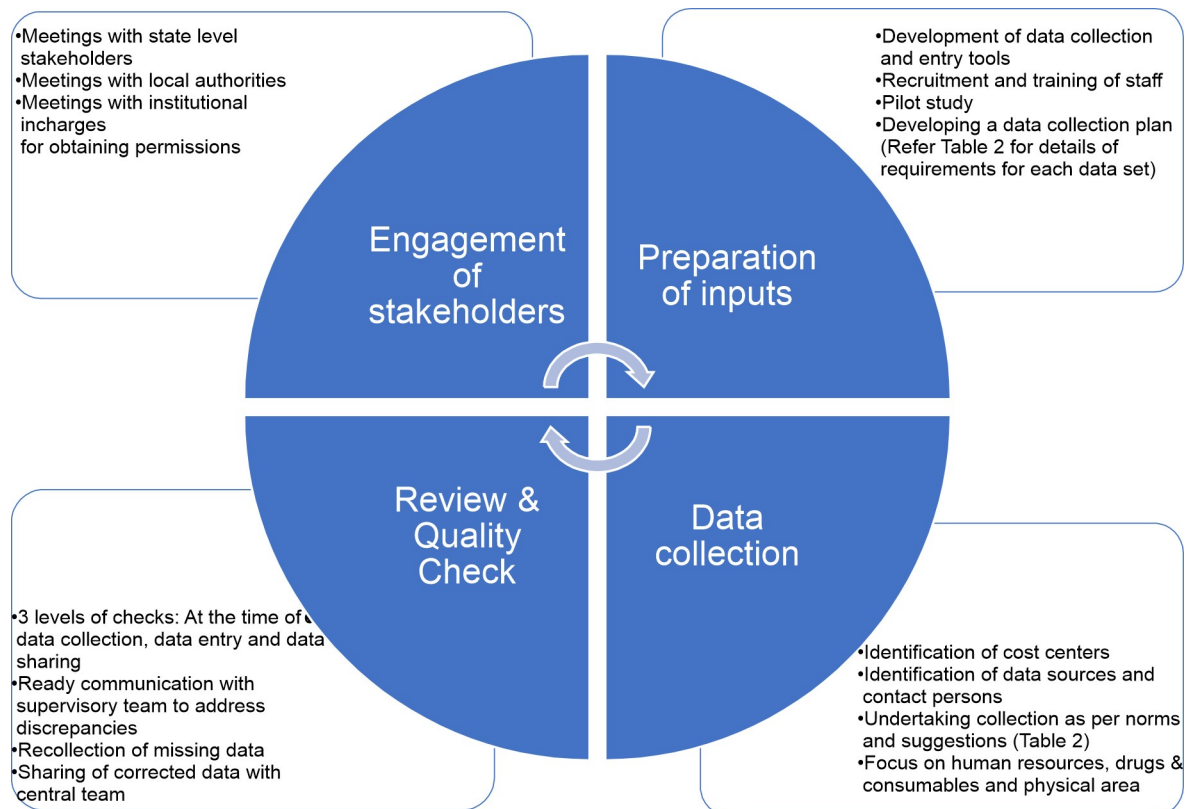 •Meetings with state level
stakeholders
•Meetings with local authorities
•Meetings with institutional
incharges
for obtaining permissions
•Development of data collection
and entry tools
•Recruitment and training of staff
•Pilot study
•Developing a data collection plan
(Refer Table 2 for details of
requirements for each data set)
Engagement
of
stakeholders
Preparation
of inputs
Review &
Quality
Check
Data
collection
•3 levels of checks: At the time of
data collection, data entry and data
sharing
•Ready communication with
supervisory team to address
discrepancies
•Recollection of missing data
•Sharing of corrected data with
central team
•Identification of cost centers
•Identification of data sources and
contact persons
•Undertaking collection as per norms
and suggestions (Table 2)
•Focus on human resources, drugs &
consumables and physical area